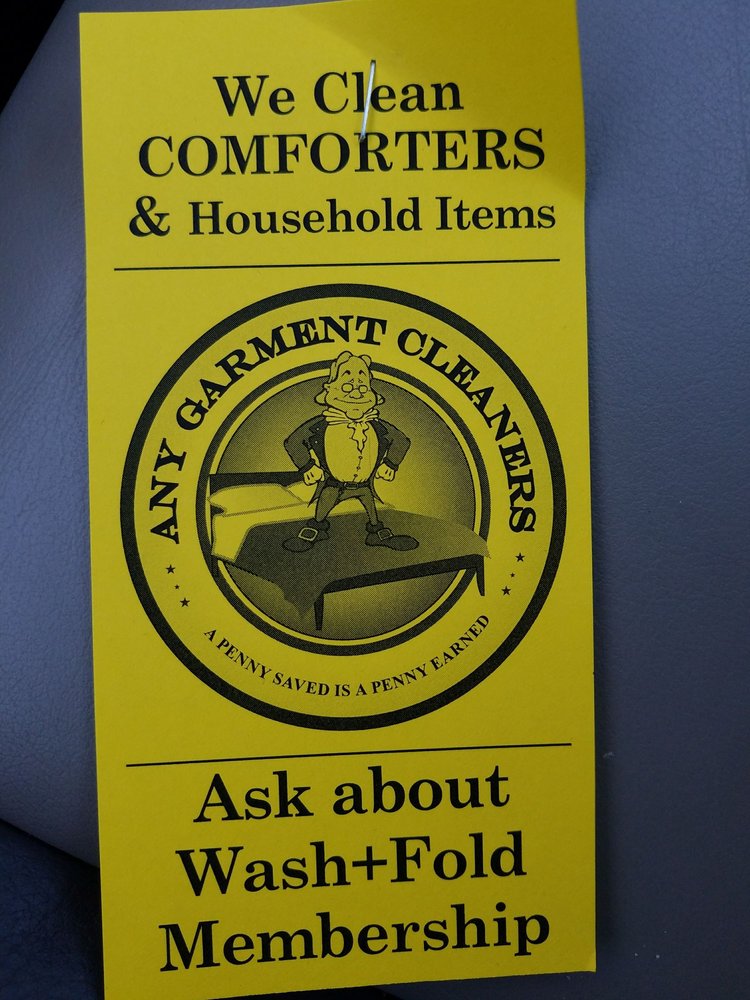 We Clean
COMFORTERS
& Household Items
ANY GARMENT CLEANERS
A PENNY SAVED IS A PENNY EARNED
Ask about
Wash+Fold
Membership